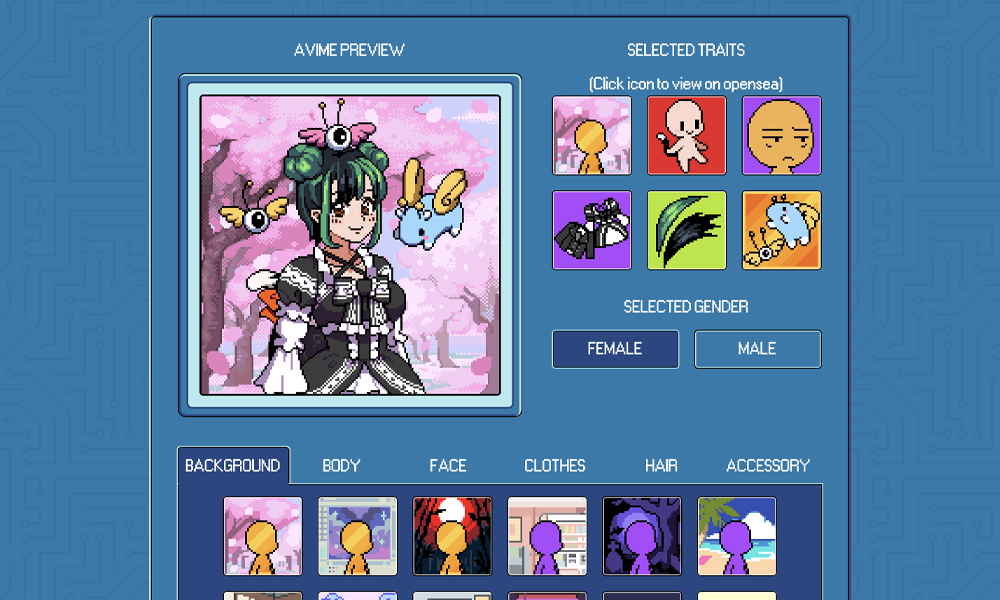 AVIME PREVIEW
SELECTED TRAITS
(Click icon to view on opensea)
SELECTED GENDER
FEMALE
MALE
BACKGROUND
BODY
FACE
CLOTHES
HAIR
ACCESSORY